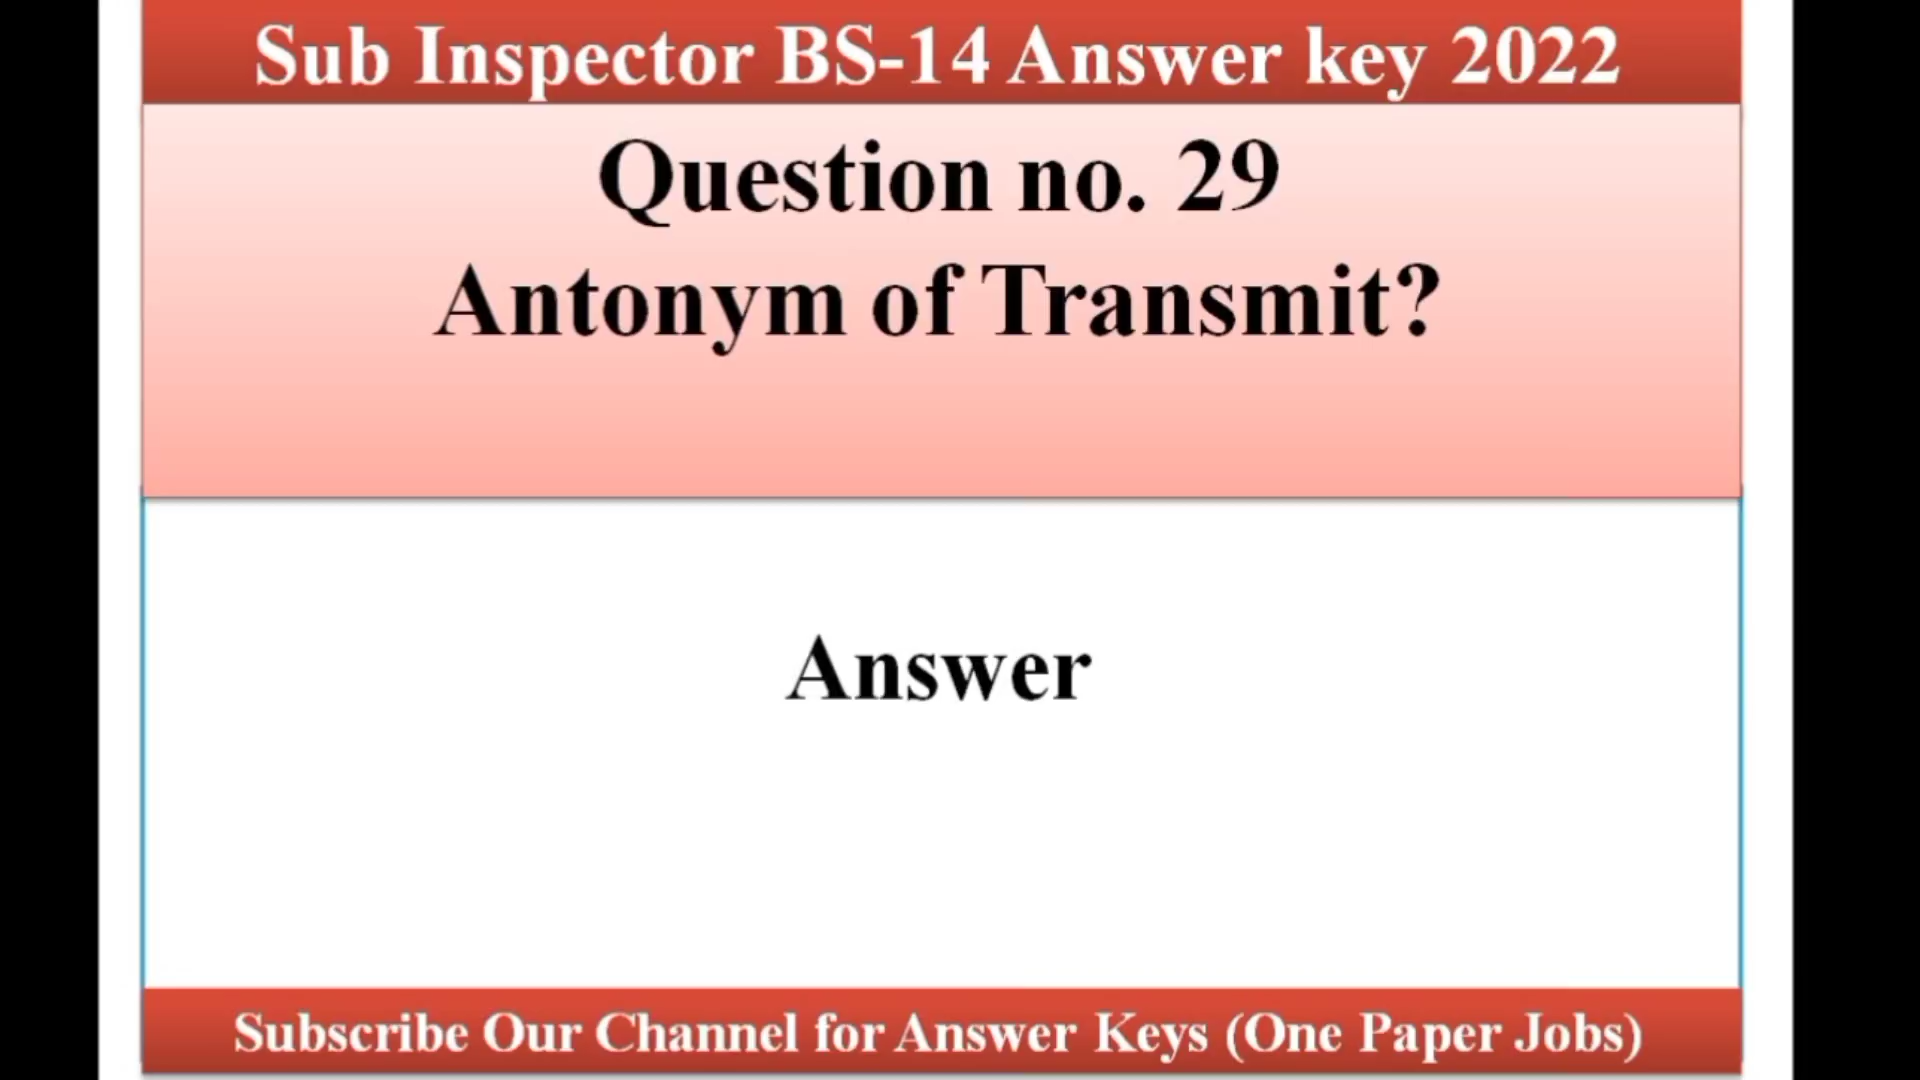 Sub Inspector BS-14 Answer key 2022
Question no. 29
Antonym of Transmit?
Answer
Subscribe Our Channel for Answer Keys (One Paper Jobs)